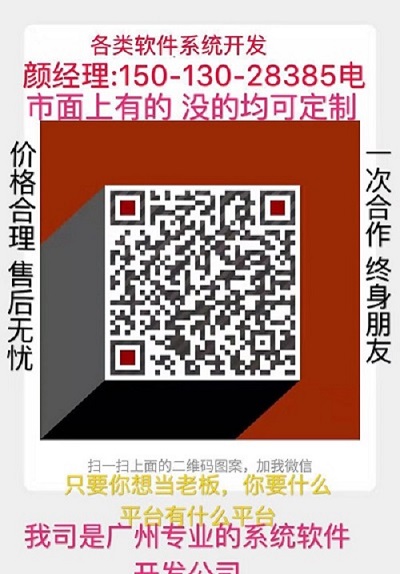 各类软件系统开发
颜经理:150-130-28385电
市面上有的 没的均可定制
价格合理 售后无忧
一次合作 终身朋友
扫一扫上面的二维码图案，加我微信
只要你想当老板，你要什么
平台有什么平台
我司是广州专业的系统软件
开发公司